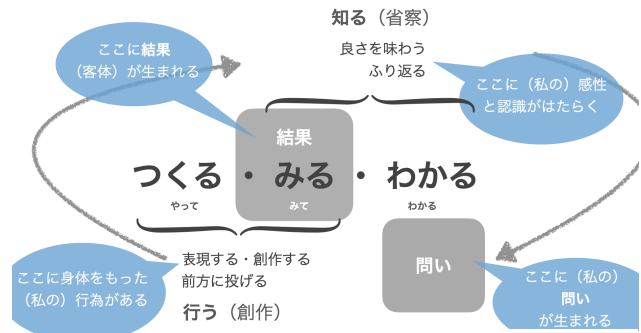 知る（省察）
良さを味わう
ふり返る
ここに結果
（客体）が生まれる
ここに（私の）感性
と認識がはたらく
結果
つくる・みる・わかる
やって
みて
わかる
表現する・創作する
前方に投げる
行う（創作）
ここに身体をもった
（私の）行為がある
問い
ここに（私の）
問い
が生まれる